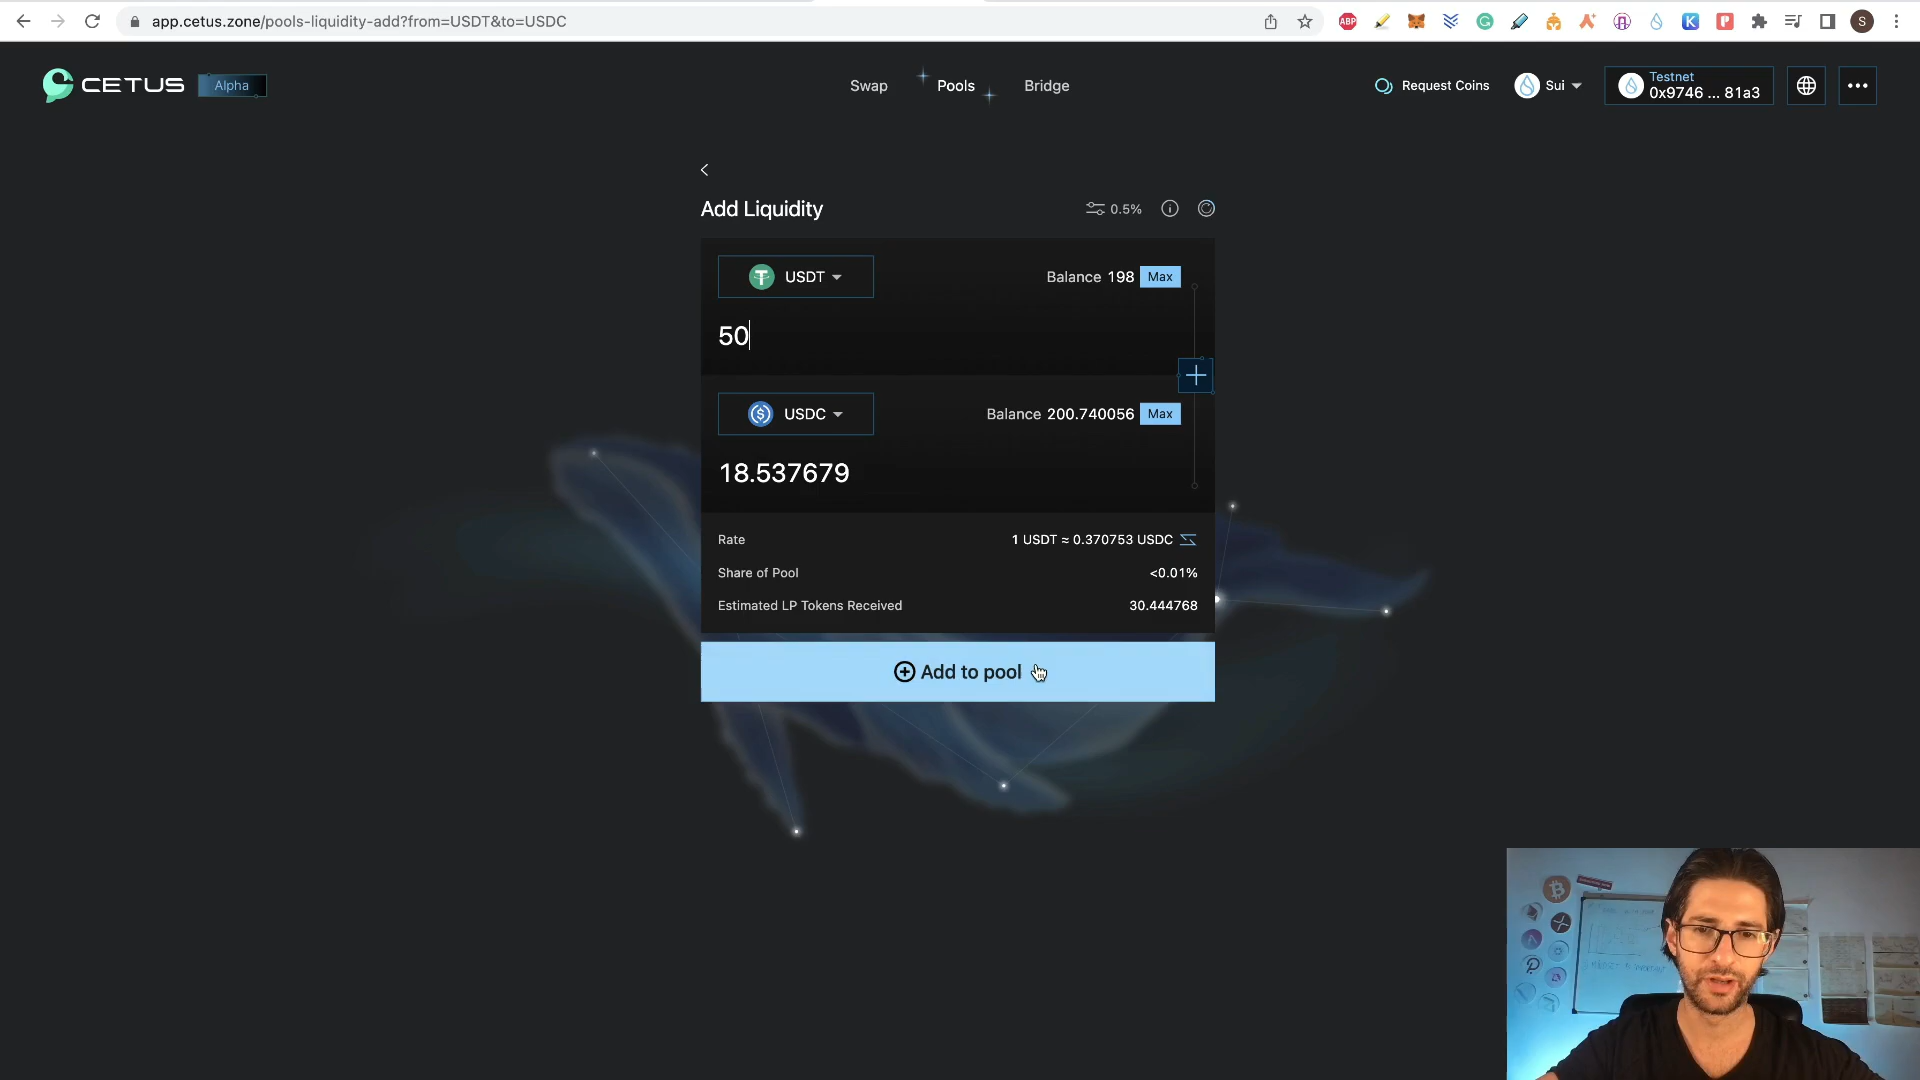 app.cetus.zone/pools-liquidity-add?from=USDT&to=USDC
ABP
K
P
S
CETUS
Alpha
Swap
Pools
Bridge
Request Coins
Sui
Testnet
0x9746 ... 81a3
Add Liquidity
0.5%
USDT
Balance 198
Max
50
USDC
Balance 200.740056
Max
18.537679
Rate
1 USDT ≈ 0.370753 USDC
Share of Pool
<0.01%
Estimated LP Tokens Received
30.444768
Add to pool